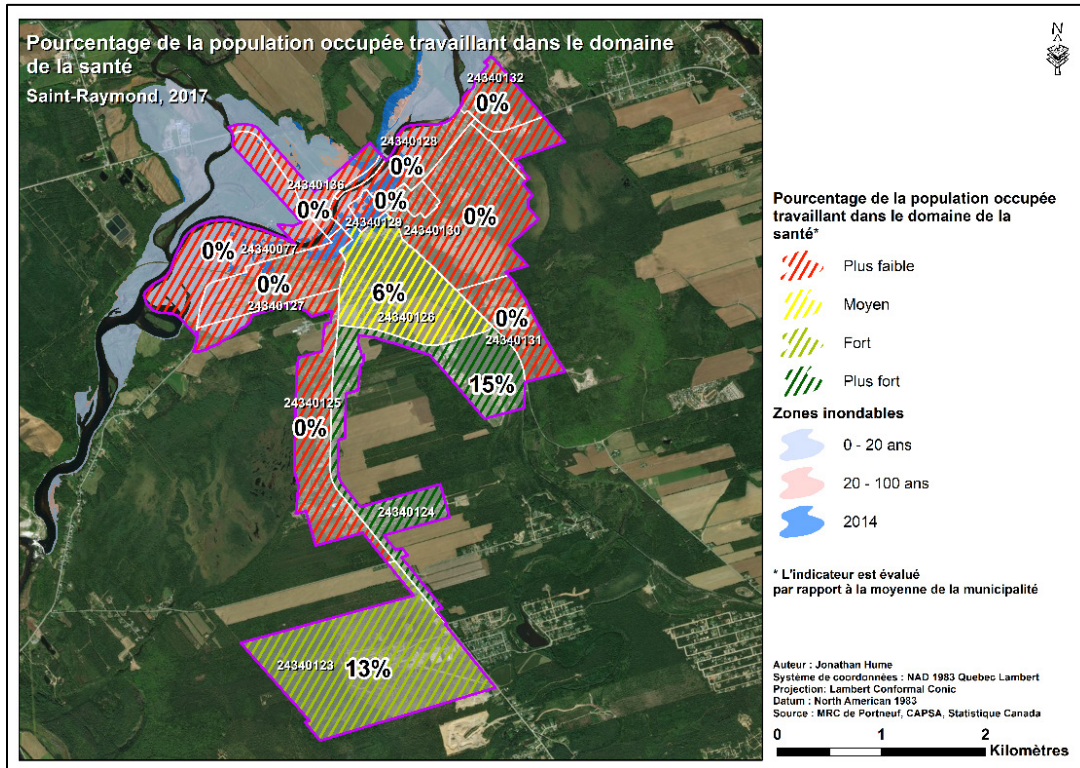 Pourcentage de la population occupée travaillant dans le domaine
de la santé
Saint-Raymond, 2017
24340132
0%
24340128
0%
24340136
0%
0%
24340129
24340130
0%
0%
24340077
0%
24340127
6%
24340126
0%
24340131
15%
24340125
0%
24340124
24340123
13%
N
Pourcentage de la population occupée
travaillant dans le domaine de la
santé*
Plus faible
Moyen
Fort
Plus fort
Zones inondables
0 - 20 ans
20 - 100 ans
2014
* L'indicateur est évalué
par rapport à la moyenne de la municipalité
Auteur : Jonathan Hume
Système de coordonnées : NAD 1983 Quebec Lambert
Projection: Lambert Conformal Conic
Datum : North American 1983
Source : MRC de Portneuf, CAPSA, Statistique Canada
0 1 2
Kilomètres